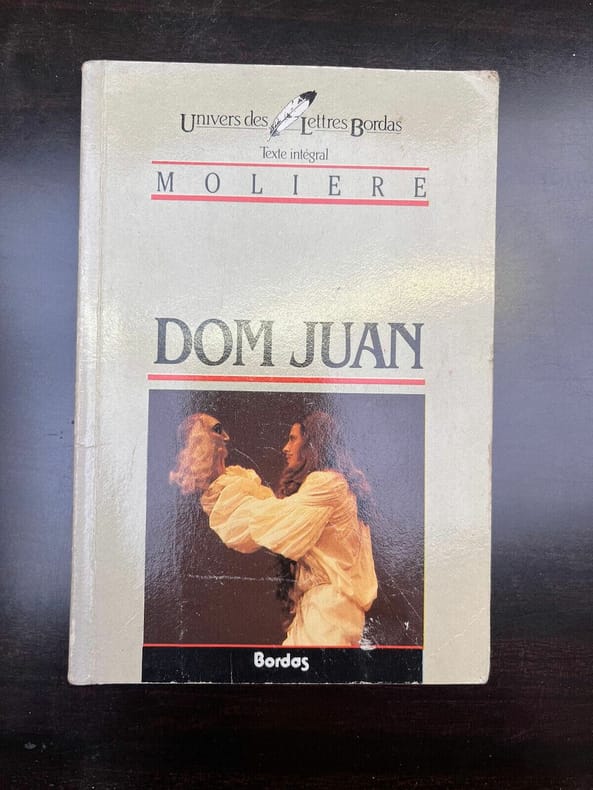 Univers des Lettres Bordas
Texte intégral
MOLIERE
DOM JUAN
Bordas